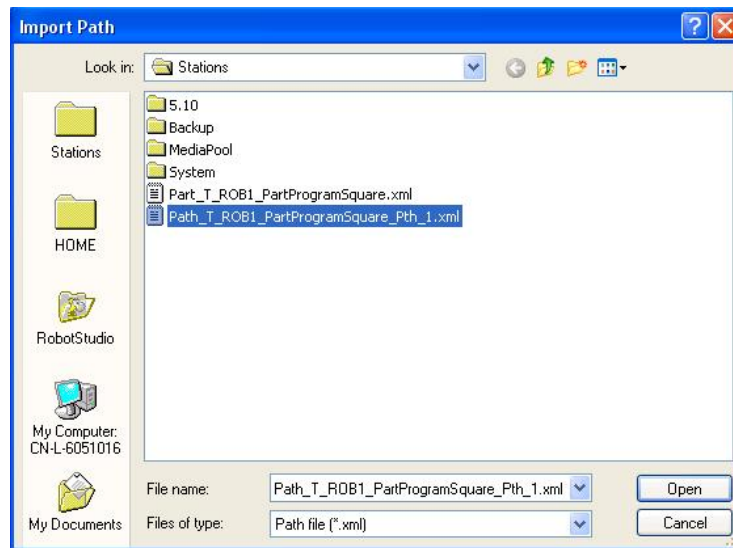 Import Path
Look in: Stations
5.10
Backup
MediaPool
System
Part_T_ROB1_PartProgramSquare.xml
Path_T_ROB1_PartProgramSquare_Pth_1.xml
Stations
HOME
RobotStudio
My Computer:
CN-L-6051016
My Documents
File name: Path_T_ROB1_PartProgramSquare_Pth_1.xml Open
Files of type: Path file (*.xml) Cancel